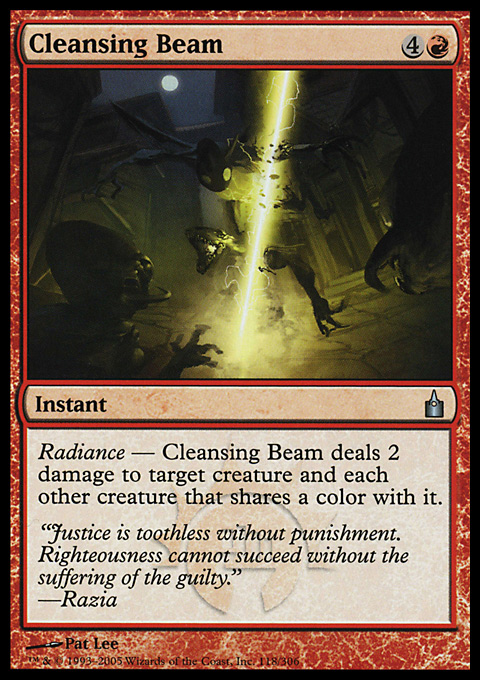 Cleansing Beam 4
Instant
Radiance — Cleansing Beam deals 2
damage to target creature and each
other creature that shares a color with it.
“Justice is toothless without punishment.
Righteousness cannot succeed without the
suffering of the guilty.”
—Razia
Pat Lee
™ & © 1993–2005 Wizards of the Coast, Inc. 118/306